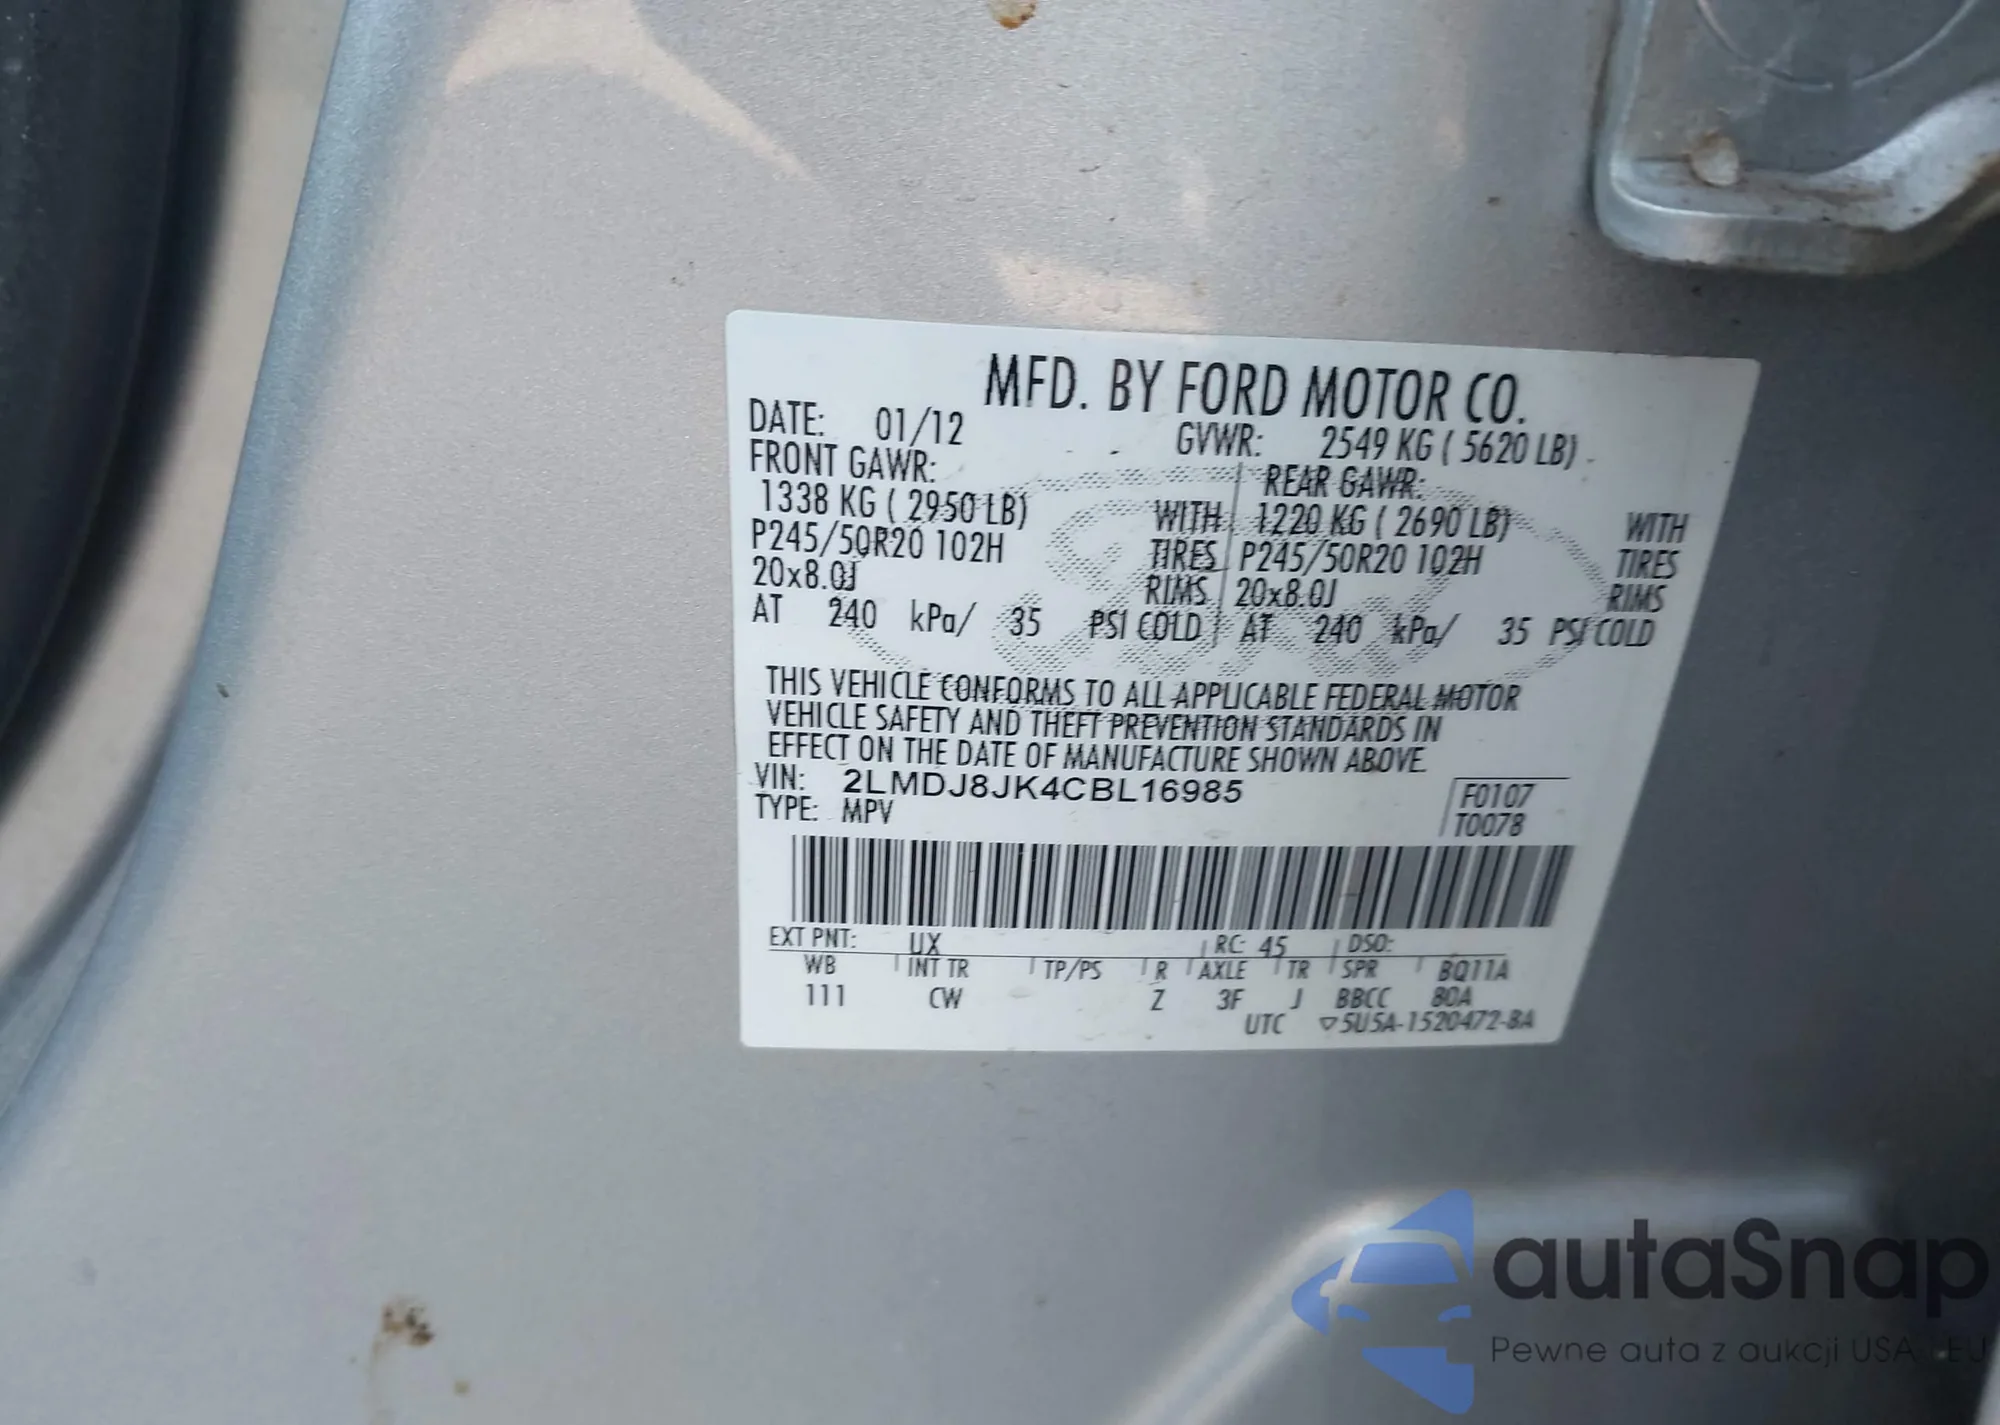 MFD. BY FORD MOTOR CO.
DATE: 01/12 GVWR: 2549 KG ( 5620 LB)
FRONT GAWR: REAR GAWR:
1338 KG ( 2950 LB) WITH 1220 KG ( 2690 LB) WITH
P245/50R20 102H TIRES P245/50R20 102H TIRES
20x8.0J RIMS 20x8.0J RIMS
AT 240 kPa/ 35 PSI COLD AT 240 kPa/ 35 PSI COLD
THIS VEHICLE CONFORMS TO ALL APPLICABLE FEDERAL MOTOR
VEHICLE SAFETY AND THEFT PREVENTION STANDARDS IN
EFFECT ON THE DATE OF MANUFACTURE SHOWN ABOVE.
VIN: 2LMDJ8JK4CBL16985
TYPE: MPV
F0107
T0078
EXT PNT: UX RC: 45 DSO:
WB INT TR TP/PS R AXLE TR SPR BQ11A
111 CW Z 3F J BBCC 80A
UTC ▽5U5A-1520472-BA
autaSnap
Pewne auta z aukcji USA i EU